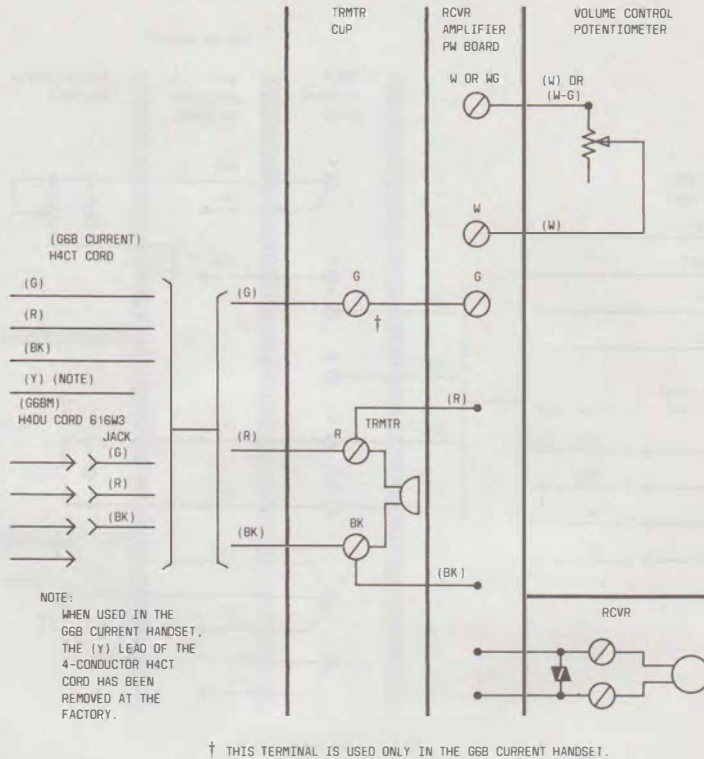 TRMTR
CUP
RCVR
AMPLIFIER
PW BOARD
VOLUME CONTROL
POTENTIOMETER
W OR WG
(W) OR
(W-G)
W
(W)
(G6B CURRENT)
H4CT CORD
(G)
(R)
(BK)
(Y) (NOTE)
(G6BM)
H4DU CORD 616W3
JACK
(G)
(R)
(BK)
(G)
G
G
†
(R)
R
TRMTR
(R)
(BK)
BK
(BK)
NOTE:
WHEN USED IN THE
G6B CURRENT HANDSET,
THE (Y) LEAD OF THE
4-CONDUCTOR H4CT
CORD HAS BEEN
REMOVED AT THE
FACTORY.
RCVR
† THIS TERMINAL IS USED ONLY IN THE G6B CURRENT HANDSET.